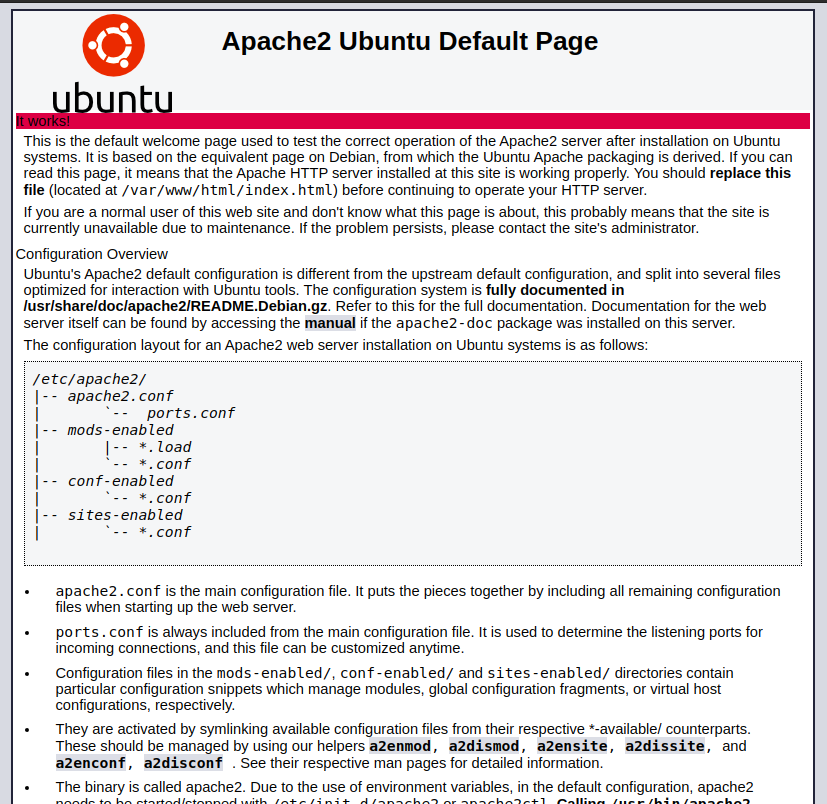 Apache2 Ubuntu Default Page
ubuntu
It works!
This is the default welcome page used to test the correct operation of the Apache2 server after installation on Ubuntu
systems. It is based on the equivalent page on Debian, from which the Ubuntu Apache packaging is derived. If you can
read this page, it means that the Apache HTTP server installed at this site is working properly. You should replace this
file (located at /var/www/html/index.html) before continuing to operate your HTTP server.
If you are a normal user of this web site and don't know what this page is about, this probably means that the site is
currently unavailable due to maintenance. If the problem persists, please contact the site's administrator.
Configuration Overview
Ubuntu's Apache2 default configuration is different from the upstream default configuration, and split into several files
optimized for interaction with Ubuntu tools. The configuration system is fully documented in
/usr/share/doc/apache2/README.Debian.gz. Refer to this for the full documentation. Documentation for the web
server itself can be found by accessing the manual if the apache2-doc package was installed on this server.
The configuration layout for an Apache2 web server installation on Ubuntu systems is as follows:
/etc/apache2/
|-- apache2.conf
|       `--  ports.conf
|-- mods-enabled
|       |-- *.load
|       `-- *.conf
|-- conf-enabled
|       `-- *.conf
|-- sites-enabled
|       `-- *.conf
• apache2.conf is the main configuration file. It puts the pieces together by including all remaining configuration
files when starting up the web server.
• ports.conf is always included from the main configuration file. It is used to determine the listening ports for
incoming connections, and this file can be customized anytime.
• Configuration files in the mods-enabled/, conf-enabled/ and sites-enabled/ directories contain
particular configuration snippets which manage modules, global configuration fragments, or virtual host
configurations, respectively.
• They are activated by symlinking available configuration files from their respective *-available/ counterparts.
These should be managed by using our helpers a2enmod, a2dismod, a2ensite, a2dissite, and
a2enconf, a2disconf . See their respective man pages for detailed information.
• The binary is called apache2. Due to the use of environment variables, in the default configuration, apache2
needs to be started/stopped with /etc/init.d/apache2 or apache2ctl. Calling /usr/bin/apache2